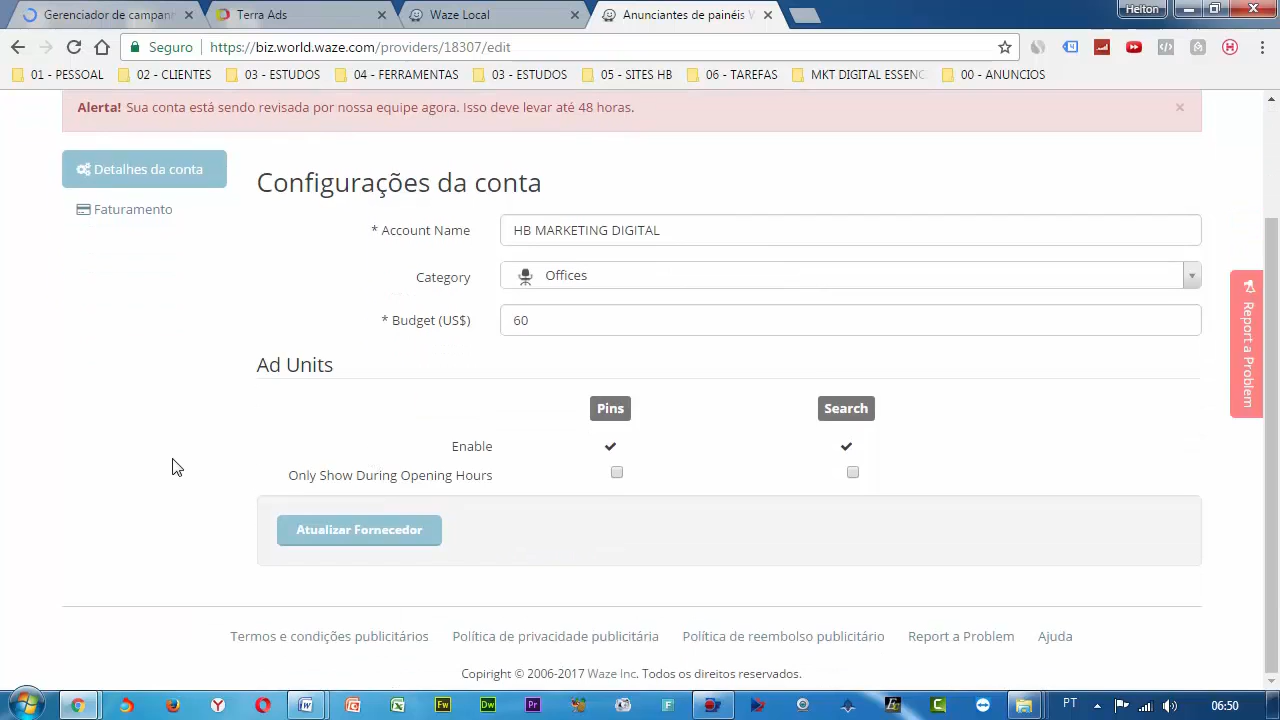 Gerenciador de campanh
Terra Ads
Waze Local
Anunciantes de painéis V
Helton
Seguro
https://biz.world.waze.com/providers/18307/edit
01 - PESSOAL
02 - CLIENTES
03 - ESTUDOS
04 - FERRAMENTAS
03 - ESTUDOS
05 - SITES HB
06 - TAREFAS
MKT DIGITAL ESSENC
00 - ANUNCIOS
Alerta! Sua conta está sendo revisada por nossa equipe agora. Isso deve levar até 48 horas.
×
Detalhes da conta
Faturamento
Configurações da conta
* Account Name
HB MARKETING DIGITAL
Category
Offices
* Budget (US$)
60
Ad Units
Pins
Search
Enable
Only Show During Opening Hours
Atualizar Fornecedor
Report a Problem
Termos e condições publicitários
Política de privacidade publicitária
Política de reembolso publicitário
Report a Problem
Ajuda
Copyright © 2006-2017 Waze Inc. Todos os direitos reservados.
PT
06:50